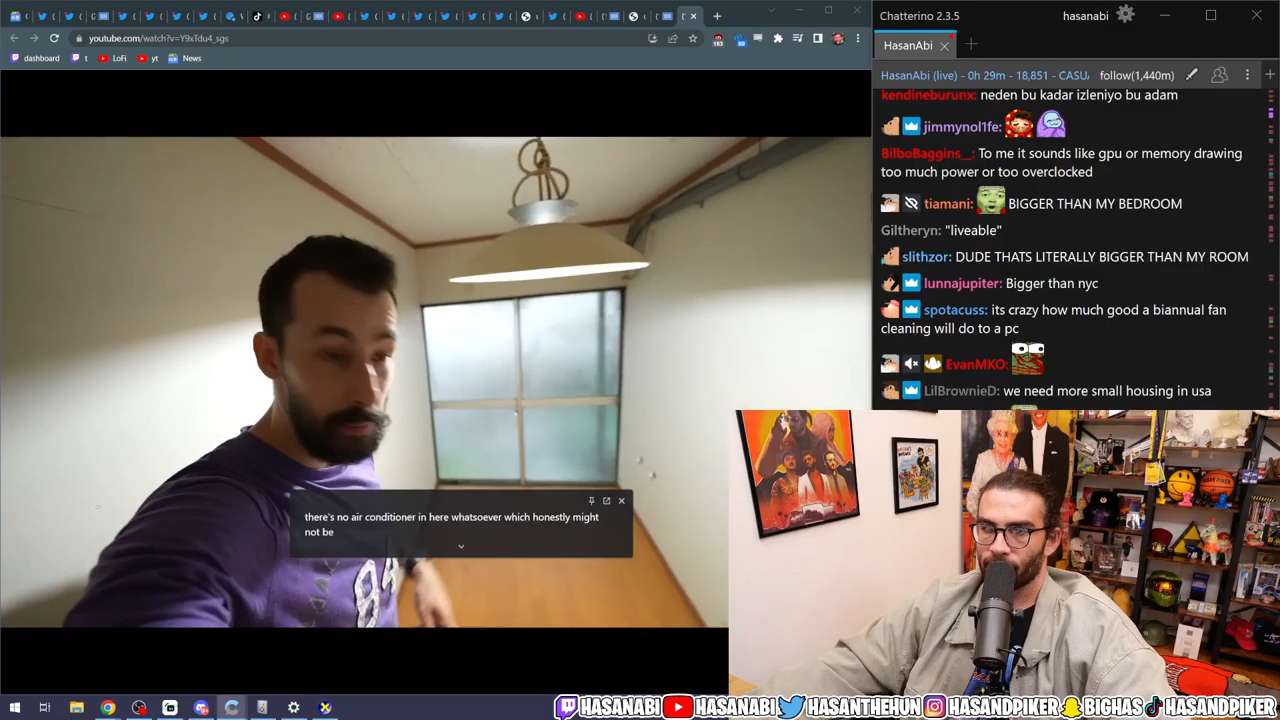 youtube.com/watch?v=Y9xTdu4_sgs
183
80
dashboard
t
LoFi
yt
News
there's no air conditioner in here whatsoever which honestly might
not be
Chatterino 2.3.5
hasanabi
HasanAbi
HasanAbi (live) - 0h 29m - 18,851 - CASU
follow(1,440m)
kendineburunx: neden bu kadar izleniyo bu adam
jimmynol1fe:
BilboBaggins__: To me it sounds like gpu or memory drawing
too much power or too overclocked
tiamani: BIGGER THAN MY BEDROOM
Giltheryn: "liveable"
slithzor: DUDE THATS LITERALLY BIGGER THAN MY ROOM
lunnajupiter: Bigger than nyc
spotacuss: its crazy how much good a biannual fan
cleaning will do to a pc
EvanMKO:
LilBrownieD: we need more small housing in usa
HASANABI
HASANABI
HASANTHEHUN
HASANDPIKER
BIGHAS
HASANDPIKER